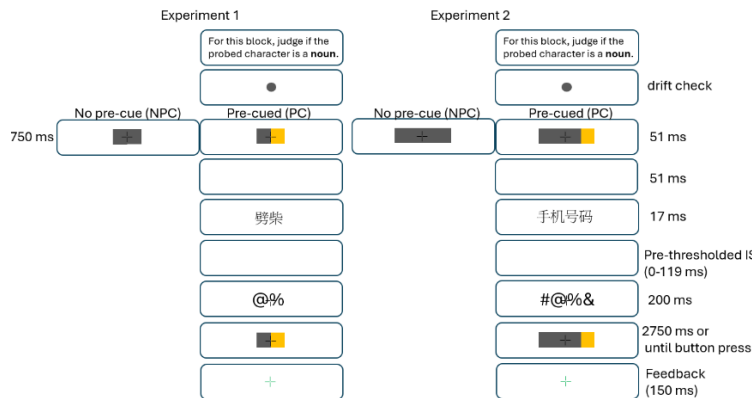 Experiment 1
Experiment 2
For this block, judge if the
probed character is a noun.
For this block, judge if the
probed character is a noun.
drift check
No pre-cue (NPC)
Pre-cued (PC)
No pre-cue (NPC)
Pre-cued (PC)
750 ms
51 ms
51 ms
劈柴
手机号码
17 ms
Pre-thresholded IS
(0-119 ms)
@%
#@%&
200 ms
2750 ms or
until button press
Feedback
(150 ms)